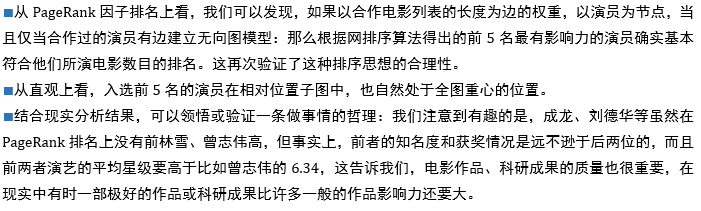 ■从 PageRank 因子排名上看，我们可以发现，如果以合作电影列表的长度为边的权重，以演员为节点，当
且仅当合作过的演员有边建立无向图模型：那么根据网排序算法得出的前 5 名最有影响力的演员确实基本
符合他们所演电影数目的排名。这再次验证了这种排序思想的合理性。
■从直观上看，入选前 5 名的演员在相对位置子图中，也自然处于全图重心的位置。
■结合现实分析结果，可以领悟或验证一条做事情的哲理：我们注意到有趣的是，成龙、刘德华等虽然在
PageRank 排名上没有前林雪、曾志伟高，但事实上，前者的知名度和获奖情况是远不逊于后两位的，而且
前两者演艺的平均星级要高于比如曾志伟的 6.34，这告诉我们，电影作品、科研成果的质量也很重要，在
现实中有时一部极好的作品或科研成果比许多一般的作品影响力还要大。